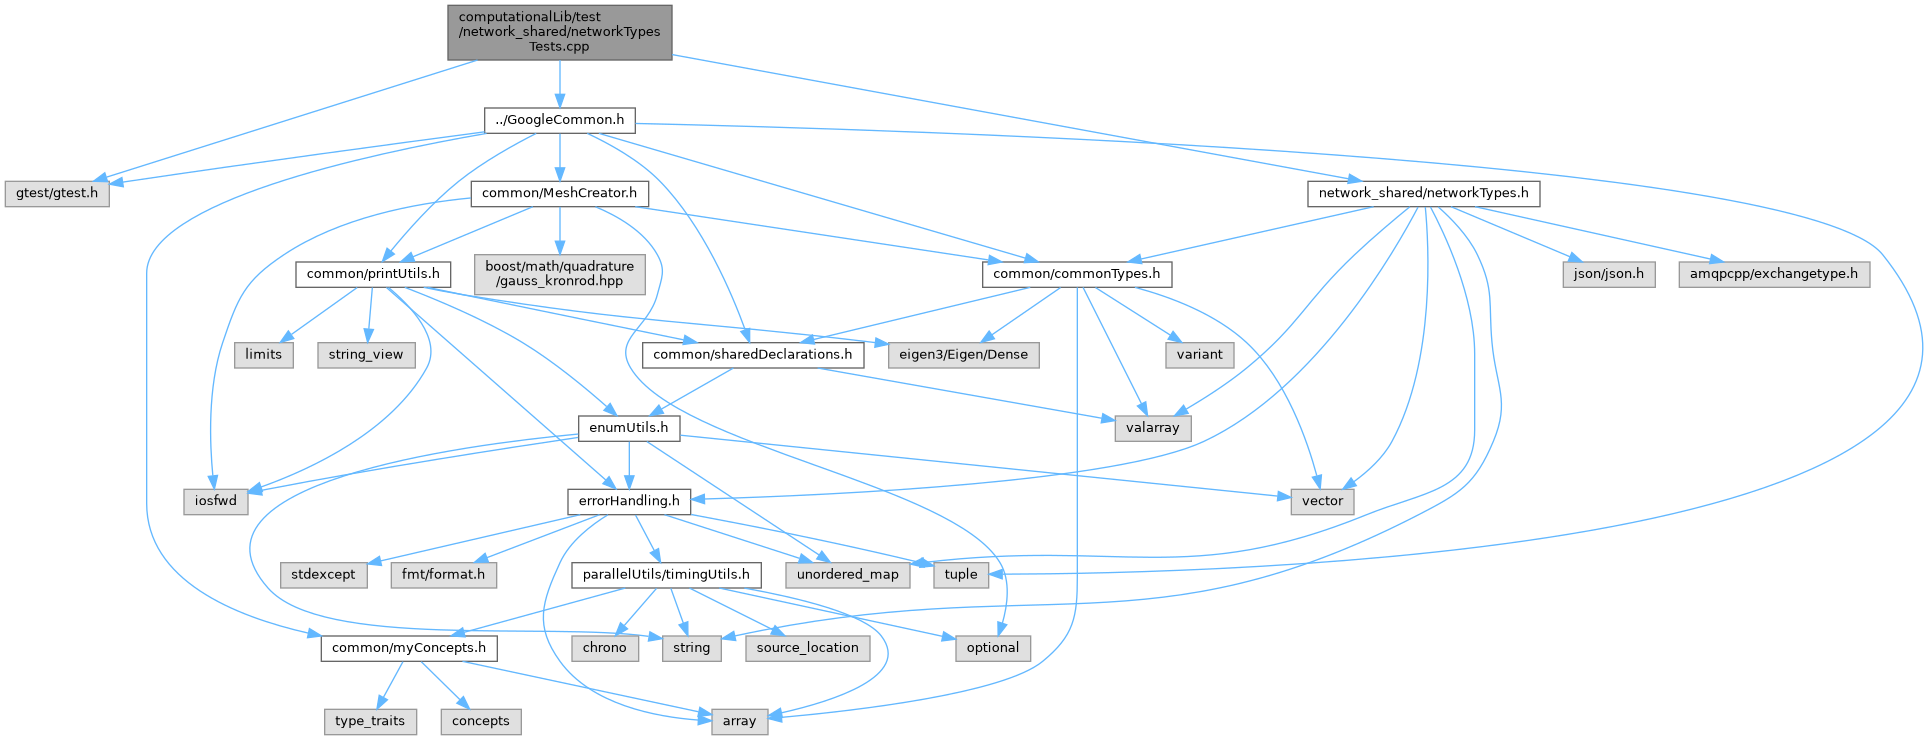 computationalLib/test
/network_shared/networkTypes
Tests.cpp
../GoogleCommon.h
gtest/gtest.h
common/MeshCreator.h
network_shared/networkTypes.h
common/printUtils.h
boost/math/quadrature
/gauss_kronrod.hpp
common/commonTypes.h
json/json.h
amqpcpp/exchangetype.h
limits
string_view
common/sharedDeclarations.h
eigen3/Eigen/Dense
variant
enumUtils.h
valarray
iosfwd
errorHandling.h
vector
stdexcept
fmt/format.h
parallelUtils/timingUtils.h
unordered_map
tuple
common/myConcepts.h
chrono
string
source_location
optional
type_traits
concepts
array